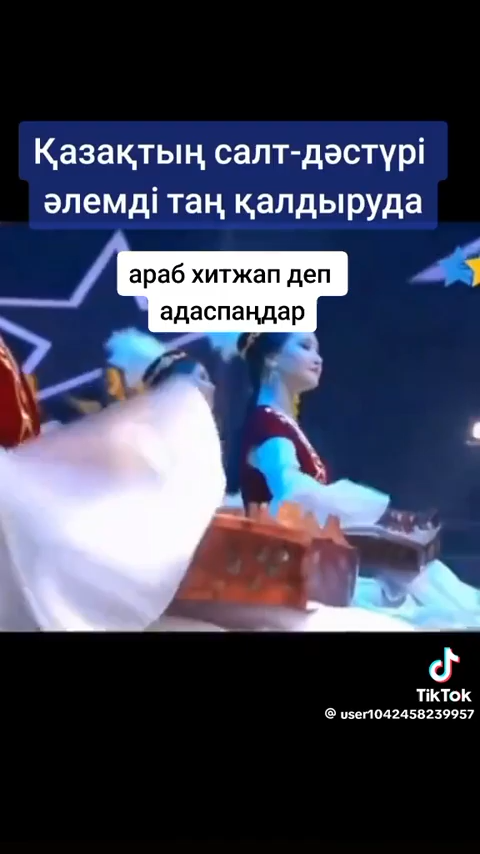 Қазақтың салт-дәстүрі
әлемді таң қалдыруда
араб хитжап деп
адаспаңдар
TikTok
@ user1042458239957